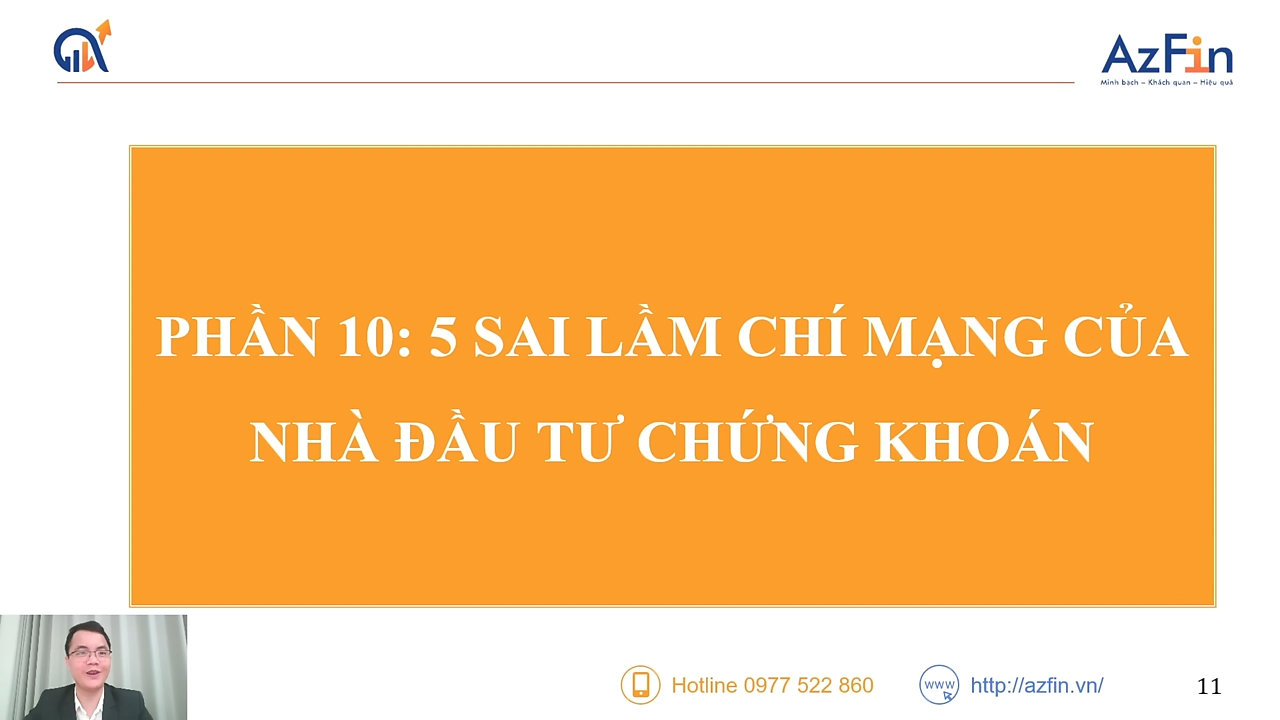 AzFin
Minh bạch – Khách quan – Hiệu quả
PHẦN 10: 5 SAI LẦM CHÍ MẠNG CỦA
NHÀ ĐẦU TƯ CHỨNG KHOÁN
Hotline 0977 522 860
www
http://azfin.vn/
11